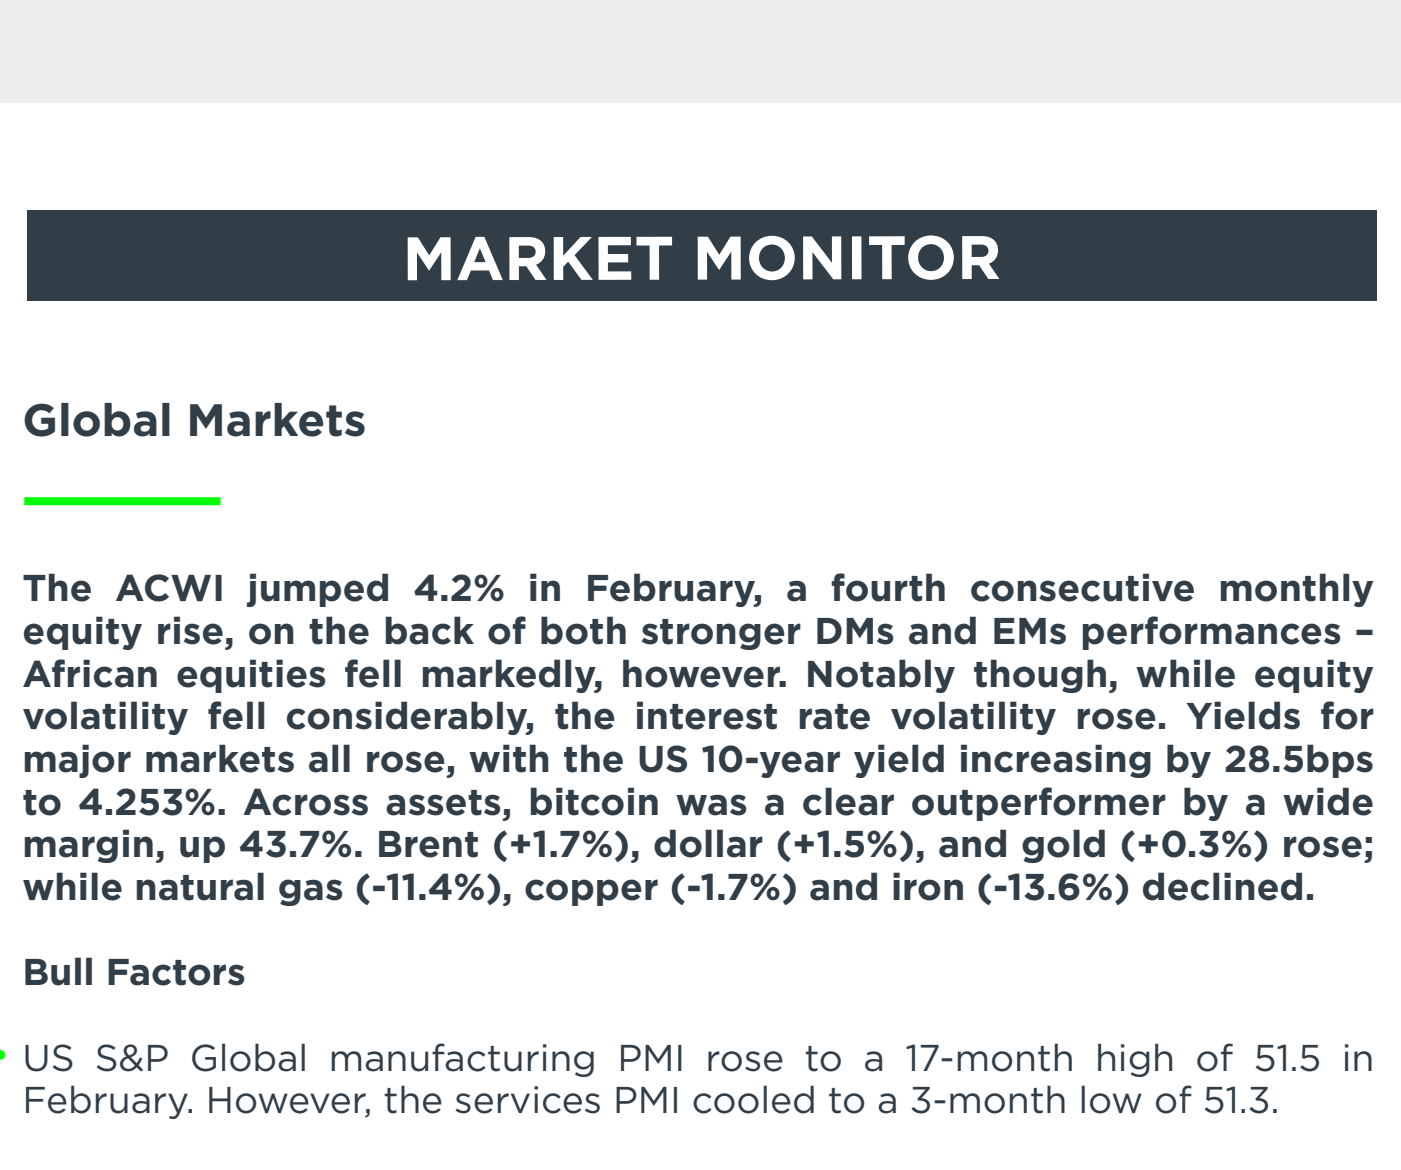 MARKET MONITOR
Global Markets
The ACWI jumped 4.2% in February, a fourth consecutive monthly
equity rise, on the back of both stronger DMs and EMs performances –
African equities fell markedly, however. Notably though, while equity
volatility fell considerably, the interest rate volatility rose. Yields for
major markets all rose, with the US 10-year yield increasing by 28.5bps
to 4.253%. Across assets, bitcoin was a clear outperformer by a wide
margin, up 43.7%. Brent (+1.7%), dollar (+1.5%), and gold (+0.3%) rose;
while natural gas (-11.4%), copper (-1.7%) and iron (-13.6%) declined.
Bull Factors
US S&P Global manufacturing PMI rose to a 17-month high of 51.5 in
February. However, the services PMI cooled to a 3-month low of 51.3.